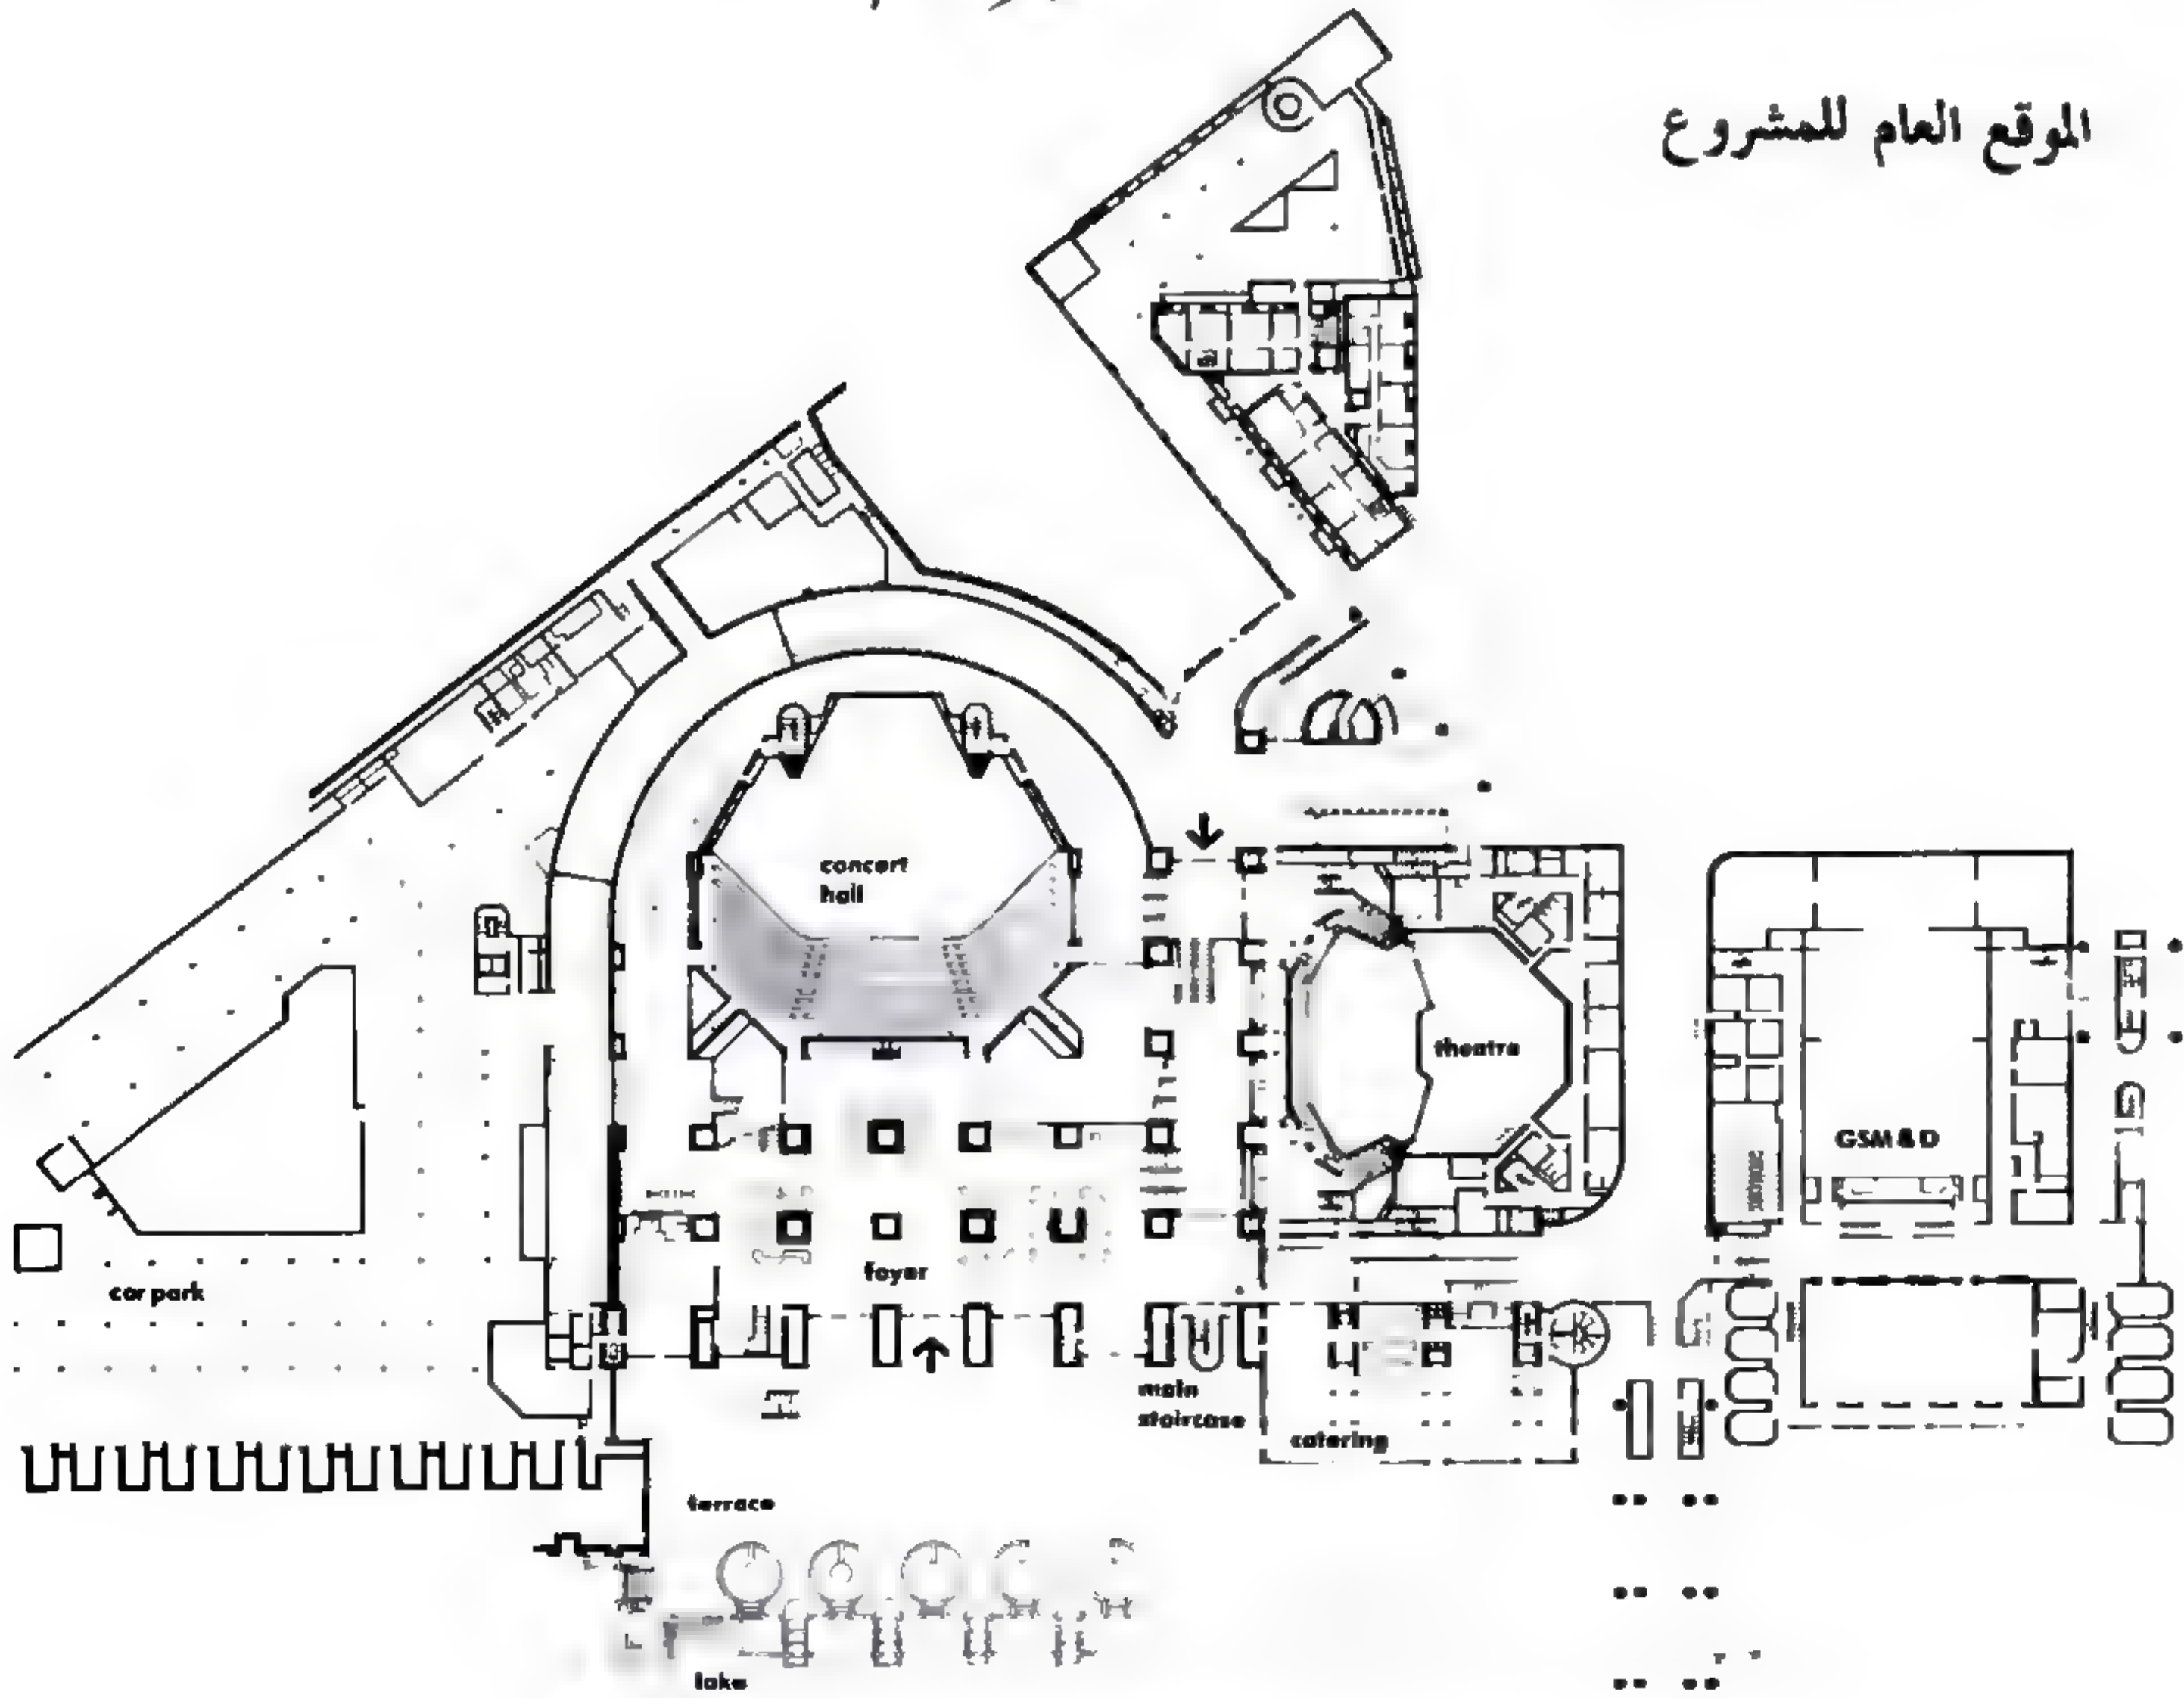 الموقع العام للمشروع
concert
hall
theatre
GSM & D
foyer
car park
main
staircase
catering
terrace
lake